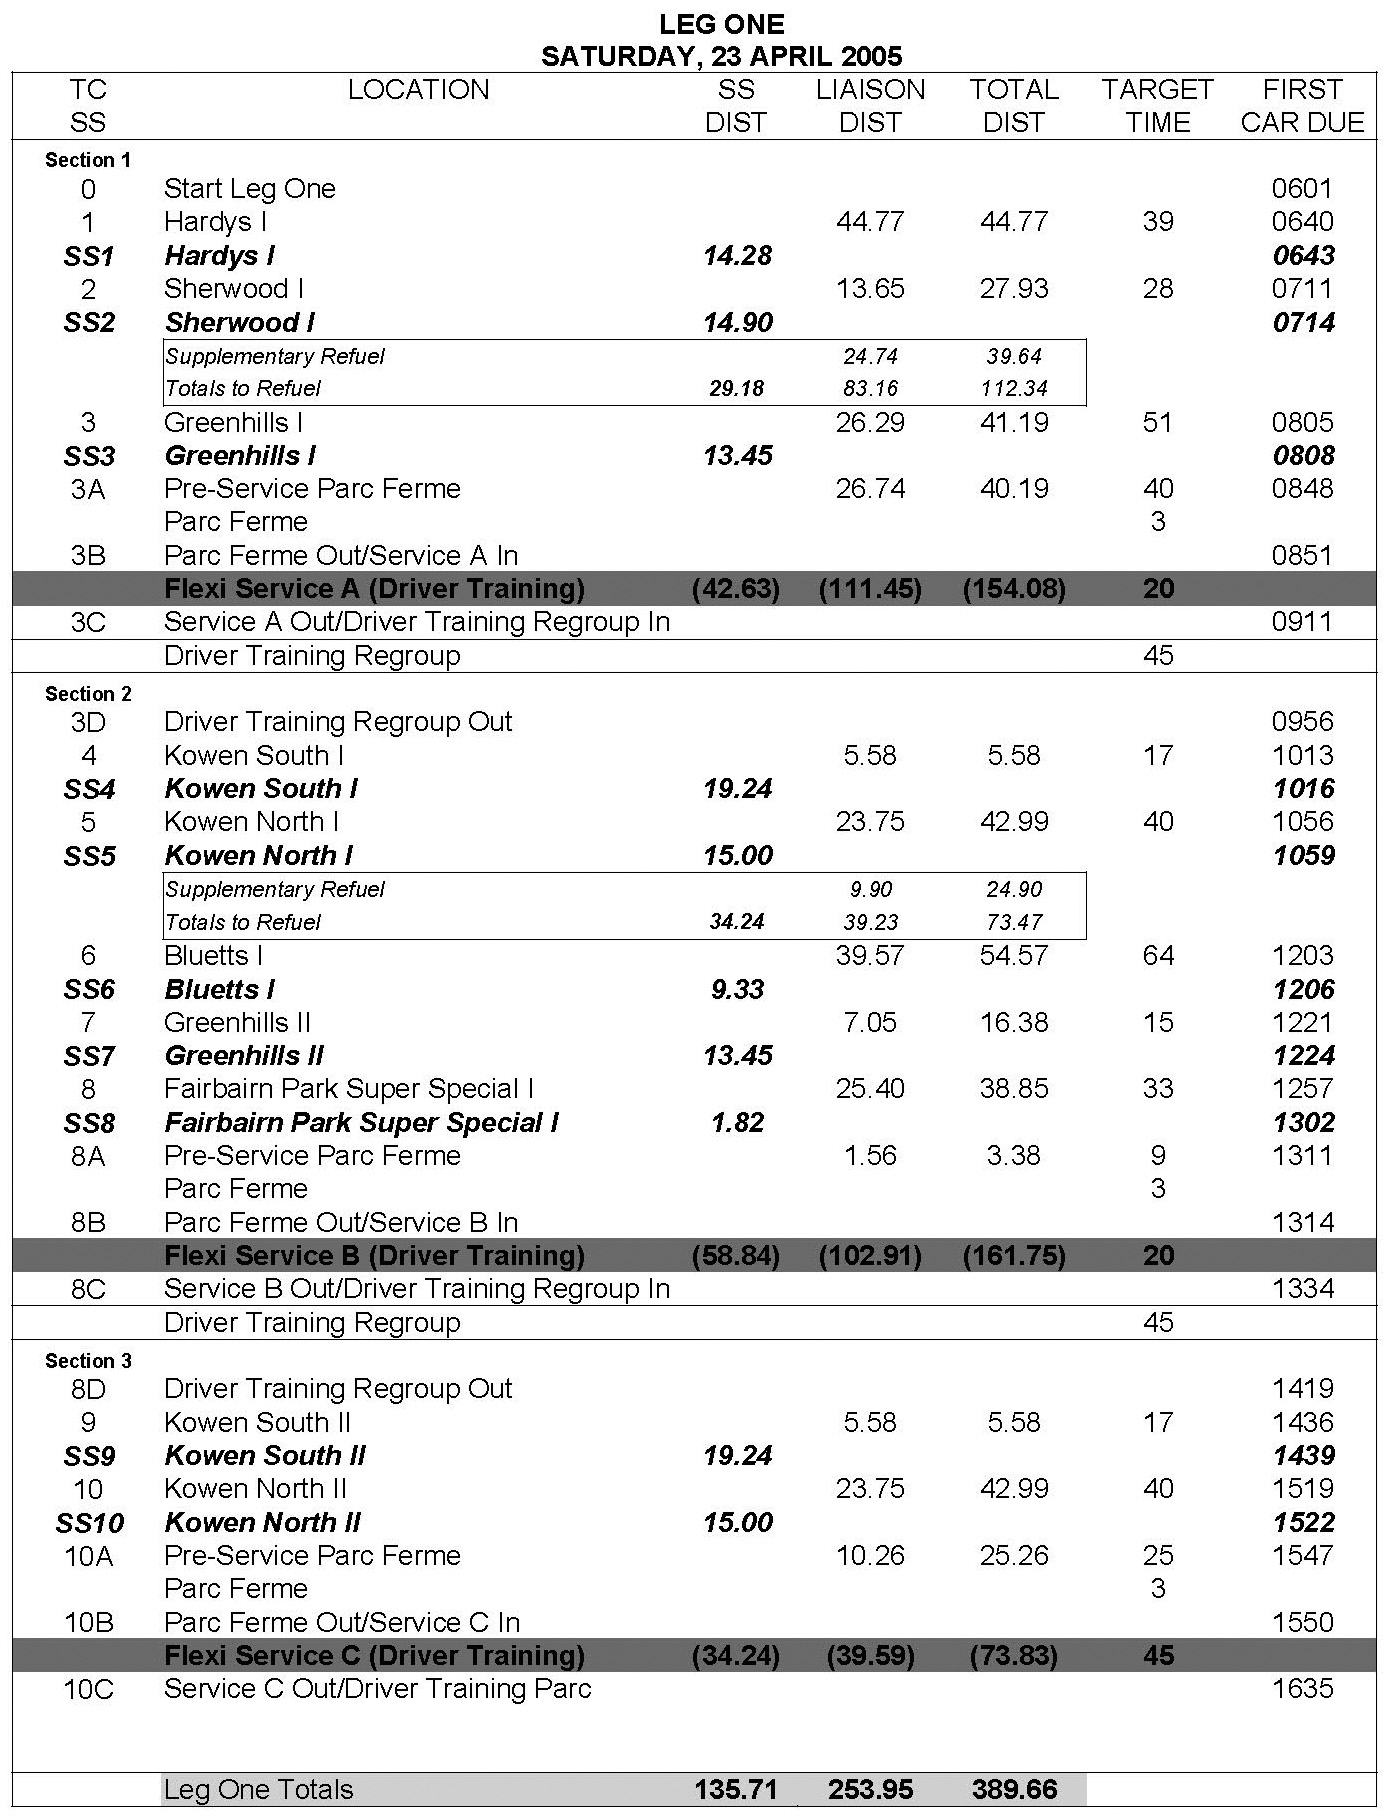 LEG ONE
SATURDAY, 23 APRIL 2005
TC LOCATION SS LIAISON TOTAL TARGET FIRST
SS DIST DIST DIST TIME CAR DUE
Section 1
0 Start Leg One 0601
1 Hardys I 44.77 44.77 39 0640
SS1 Hardys I 14.28 0643
2 Sherwood I 13.65 27.93 28 0711
SS2 Sherwood I 14.90 0714
Supplementary Refuel 24.74 39.64
Totals to Refuel 29.18 83.16 112.34
3 Greenhills I 26.29 41.19 51 0805
SS3 Greenhills I 13.45 0808
3A Pre-Service Parc Ferme 26.74 40.19 40 0848
Parc Ferme 3
3B Parc Ferme Out/Service A In 0851
Flexi Service A (Driver Training) (42.63) (111.45) (154.08) 20
3C Service A Out/Driver Training Regroup In 0911
Driver Training Regroup 45
Section 2
3D Driver Training Regroup Out 0956
4 Kowen South I 5.58 5.58 17 1013
SS4 Kowen South I 19.24 1016
5 Kowen North I 23.75 42.99 40 1056
SS5 Kowen North I 15.00 1059
Supplementary Refuel 9.90 24.90
Totals to Refuel 34.24 39.23 73.47
6 Bluetts I 39.57 54.57 64 1203
SS6 Bluetts I 9.33 1206
7 Greenhills II 7.05 16.38 15 1221
SS7 Greenhills II 13.45 1224
8 Fairbairn Park Super Special I 25.40 38.85 33 1257
SS8 Fairbairn Park Super Special I 1.82 1302
8A Pre-Service Parc Ferme 1.56 3.38 9 1311
Parc Ferme 3
8B Parc Ferme Out/Service B In 1314
Flexi Service B (Driver Training) (58.84) (102.91) (161.75) 20
8C Service B Out/Driver Training Regroup In 1334
Driver Training Regroup 45
Section 3
8D Driver Training Regroup Out 1419
9 Kowen South II 5.58 5.58 17 1436
SS9 Kowen South II 19.24 1439
10 Kowen North II 23.75 42.99 40 1519
SS10 Kowen North II 15.00 1522
10A Pre-Service Parc Ferme 10.26 25.26 25 1547
Parc Ferme 3
10B Parc Ferme Out/Service C In 1550
Flexi Service C (Driver Training) (34.24) (39.59) (73.83) 45
10C Service C Out/Driver Training Parc 1635
Leg One Totals 135.71 253.95 389.66